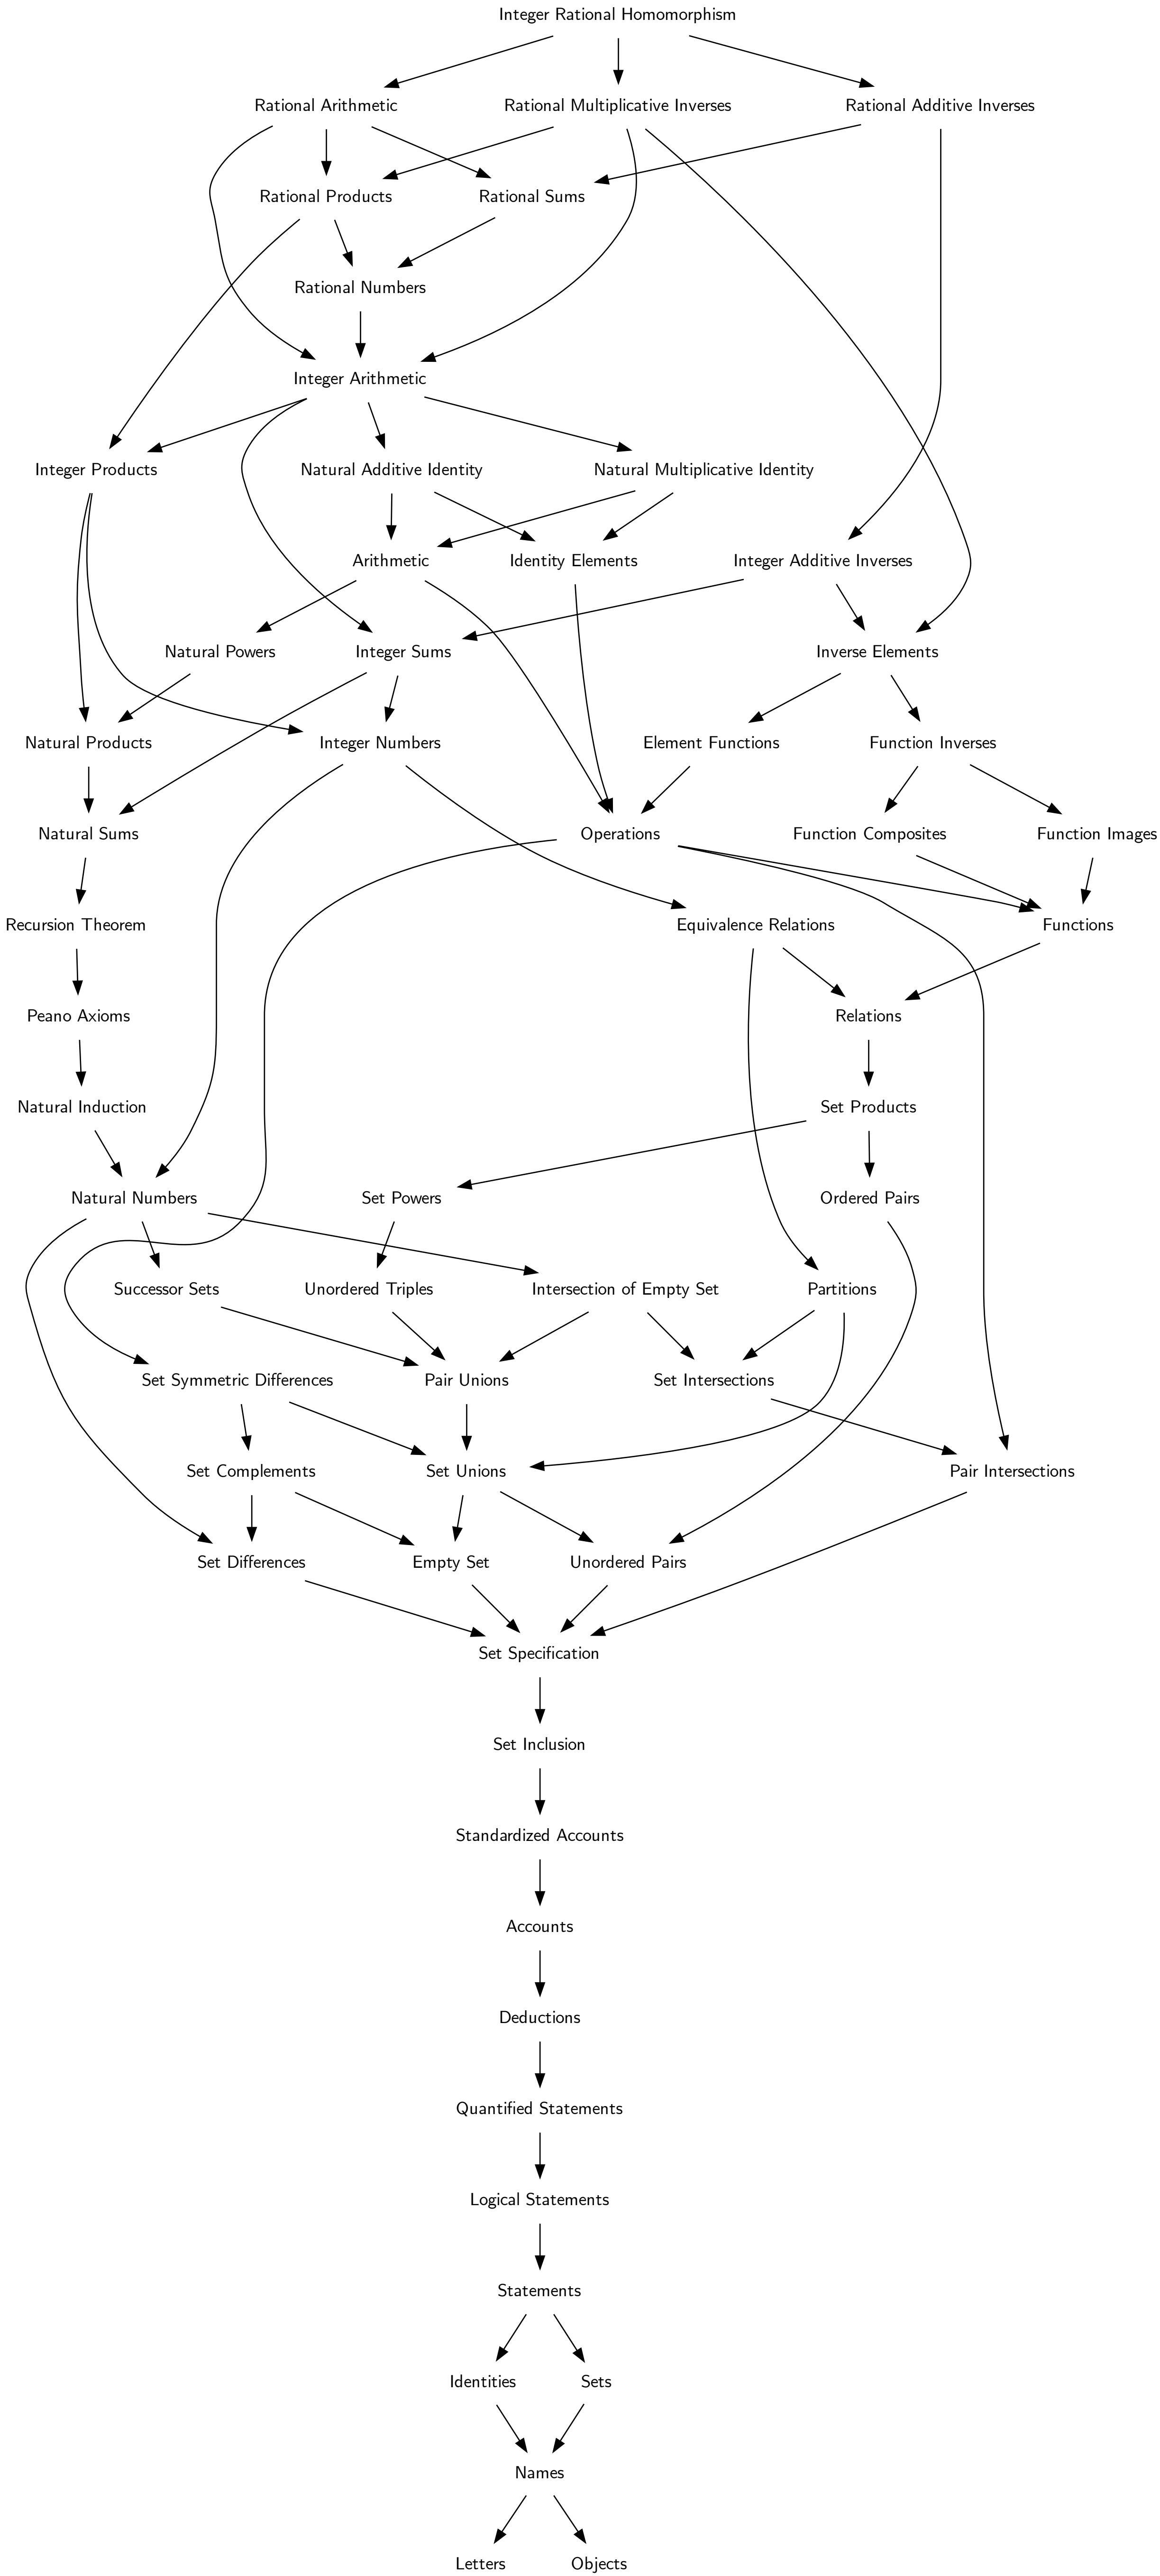 Integer Rational Homomorphism
Rational Arithmetic
Rational Multiplicative Inverses
Rational Additive Inverses
Rational Products
Rational Sums
Rational Numbers
Integer Arithmetic
Integer Products
Natural Additive Identity
Natural Multiplicative Identity
Arithmetic
Identity Elements
Integer Additive Inverses
Natural Powers
Integer Sums
Inverse Elements
Natural Products
Integer Numbers
Element Functions
Function Inverses
Natural Sums
Operations
Function Composites
Function Images
Recursion Theorem
Equivalence Relations
Functions
Peano Axioms
Relations
Natural Induction
Set Products
Natural Numbers
Set Powers
Ordered Pairs
Successor Sets
Unordered Triples
Intersection of Empty Set
Partitions
Set Symmetric Differences
Pair Unions
Set Intersections
Set Complements
Set Unions
Pair Intersections
Set Differences
Empty Set
Unordered Pairs
Set Specification
Set Inclusion
Standardized Accounts
Accounts
Deductions
Quantified Statements
Logical Statements
Statements
Identities
Sets
Names
Letters
Objects